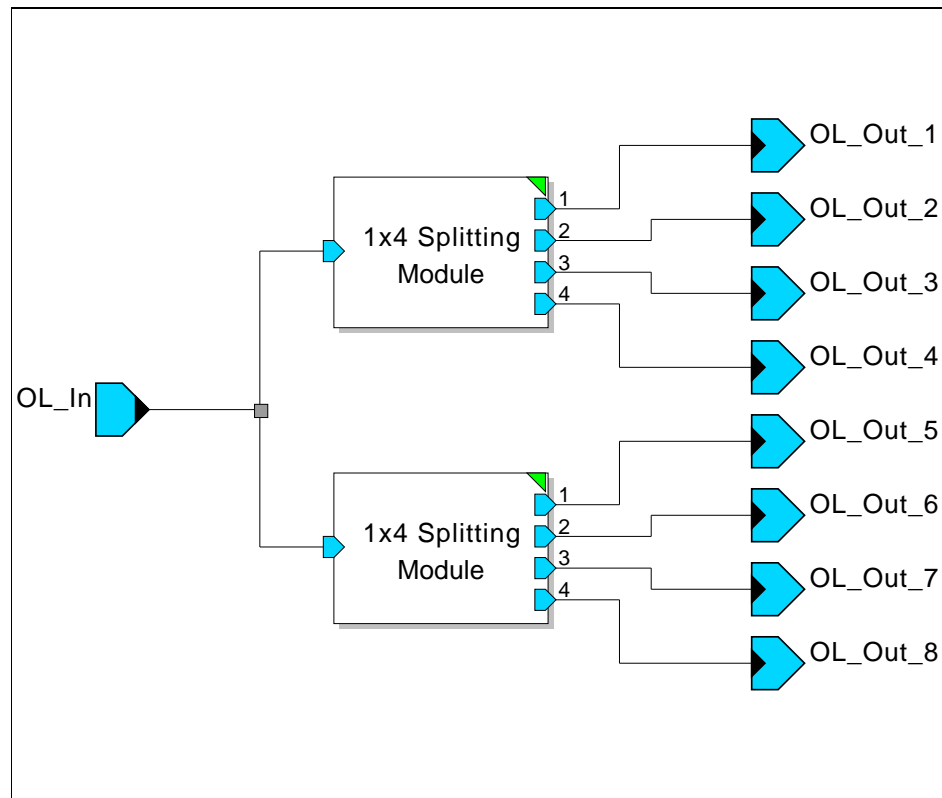 OL_Out_1
1
OL_Out_2
1x4 Splitting
Module
2
3
OL_Out_3
4
OL_Out_4
OL_In
OL_Out_5
1
OL_Out_6
1x4 Splitting
Module
2
3
OL_Out_7
4
OL_Out_8